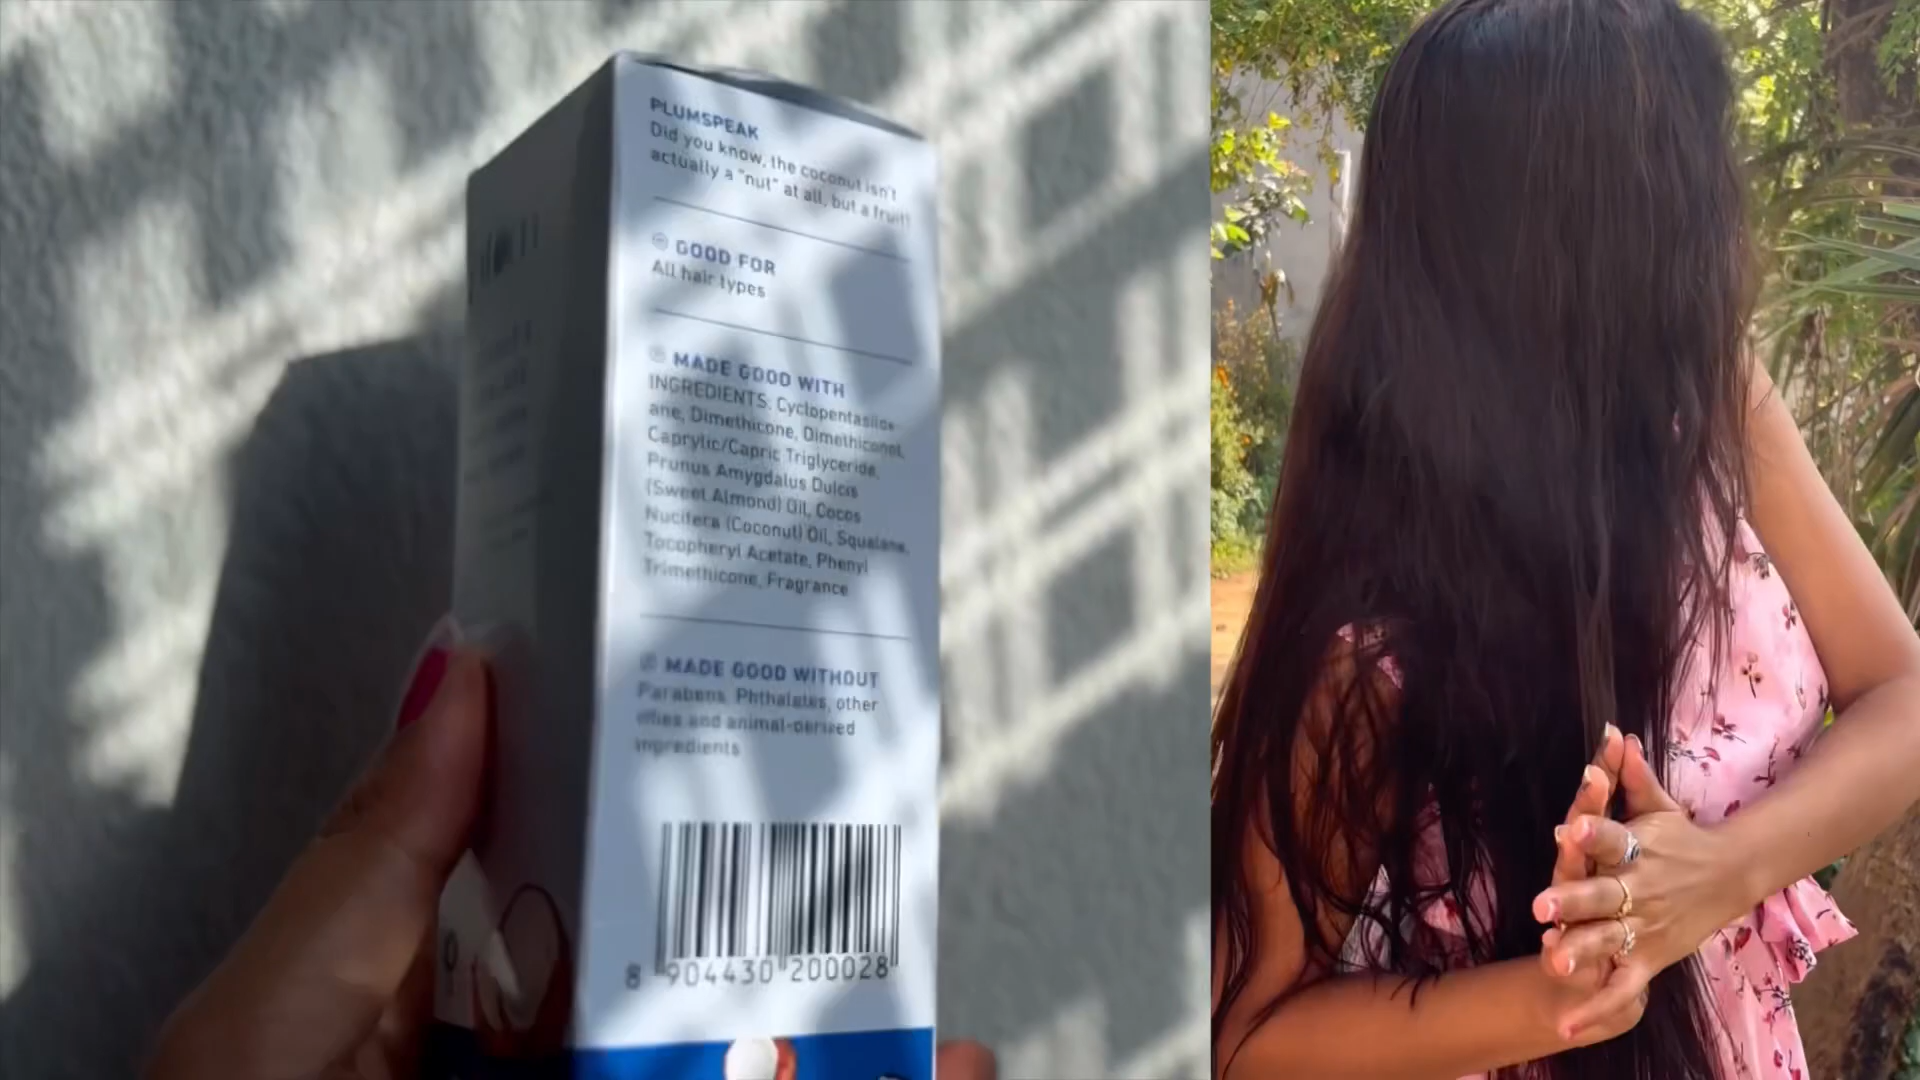 PLUMSPEAK
Did you know, the coconut isn't
actually a "nut" at all, but a fruit!
GOOD FOR
All hair types
MADE GOOD WITH
INGREDIENTS: Cyclopentasilox-
ane, Dimethicone, Dimethiconol,
Caprylic/Capric Triglyceride,
Prunus Amygdalus Dulcis
(Sweet Almond) Oil, Cocos
Nucifera (Coconut) Oil, Squalane,
Tocopheryl Acetate, Phenyl
Trimethicone, Fragrance
MADE GOOD WITHOUT
Parabens, Phthalates, other
and animal-derived
ingredients
8 904430 200028